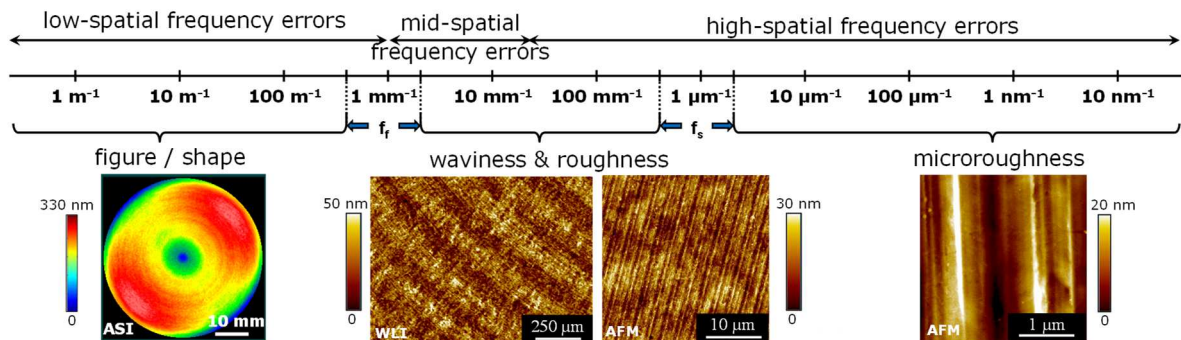 low-spatial frequency errors
mid-spatial
frequency errors
high-spatial frequency errors
1 m⁻¹ 10 m⁻¹ 100 m⁻¹ 1 mm⁻¹ 10 mm⁻¹ 100 mm⁻¹ 1 µm⁻¹ 10 µm⁻¹ 100 µm⁻¹ 1 nm⁻¹ 10 nm⁻¹
f_f f_s
figure / shape waviness & roughness microroughness
330 nm
0
ASI
10 mm
50 nm
0
WLI
250 µm
AFM
10 µm
30 nm
0
AFM
1 µm
20 nm
0